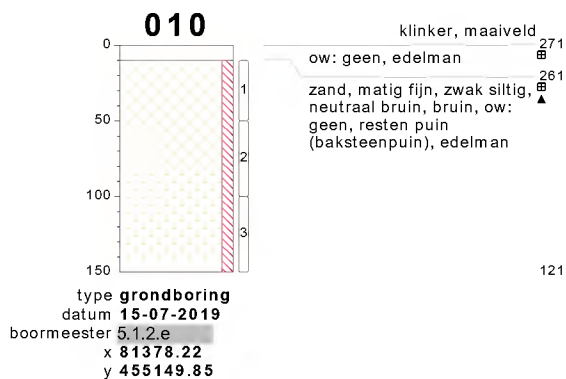 010
klinker, maaiveld
0
271
ow: geen, edelman
261
zand, matig fijn, zwak siltig,
neutraal bruin, bruin, ow:
geen, resten puin
(baksteenpuin), edelman
1
50
2
100
3
150
121
type grondboring
datum 15-07-2019
boormeester 5.1.2.e
x 81378.22
y 455149.85